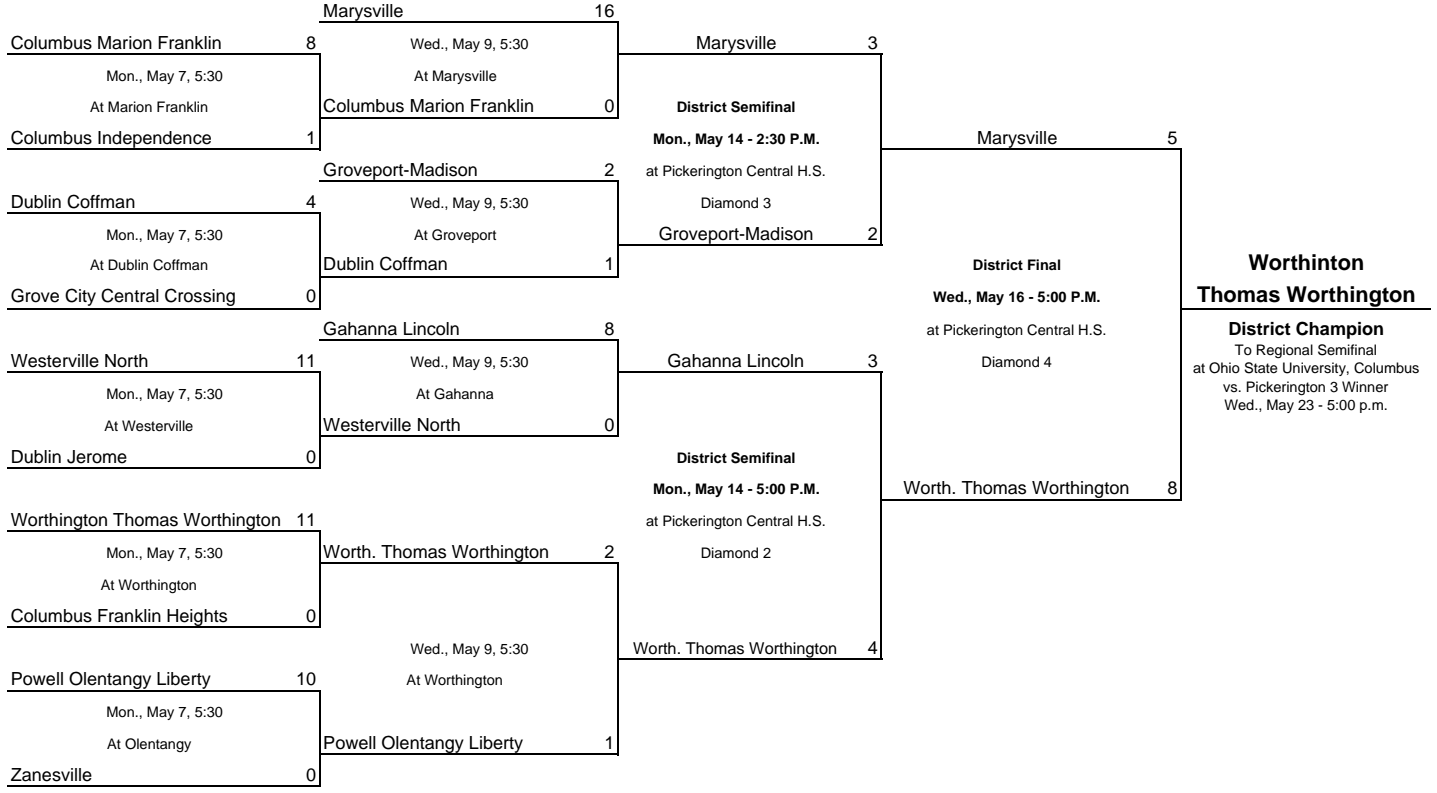 Marysville 16
Columbus Marion Franklin 8
Wed., May 9, 5:30
Marysville 3
Mon., May 7, 5:30
At Marysville
At Marion Franklin
Columbus Marion Franklin 0
District Semifinal
Columbus Independence 1
Mon., May 14 - 2:30 P.M.
Marysville 5
Groveport-Madison 2
at Pickerington Central H.S.
Dublin Coffman 4
Wed., May 9, 5:30
Diamond 3
Mon., May 7, 5:30
At Groveport
Groveport-Madison 2
At Dublin Coffman
Dublin Coffman 1
District Final
Worthinton
Grove City Central Crossing 0
Wed., May 16 - 5:00 P.M.
Thomas Worthington
Gahanna Lincoln 8
at Pickerington Central H.S.
District Champion
To Regional Semifinal
Westerville North 11
Wed., May 9, 5:30
Gahanna Lincoln 3
Diamond 4
at Ohio State University, Columbus
vs. Pickerington 3 Winner
Mon., May 7, 5:30
At Gahanna
Wed., May 23 - 5:00 p.m.
At Westerville
Westerville North 0
Dublin Jerome 0
District Semifinal
Mon., May 14 - 5:00 P.M.
Worth. Thomas Worthington 8
Worthington Thomas Worthington 11
at Pickerington Central H.S.
Mon., May 7, 5:30
Worth. Thomas Worthington 2
Diamond 2
At Worthington
Columbus Franklin Heights 0
Wed., May 9, 5:30
Worth. Thomas Worthington 4
Powell Olentangy Liberty 10
At Worthington
Mon., May 7, 5:30
At Olentangy
Powell Olentangy Liberty 1
Zanesville 0